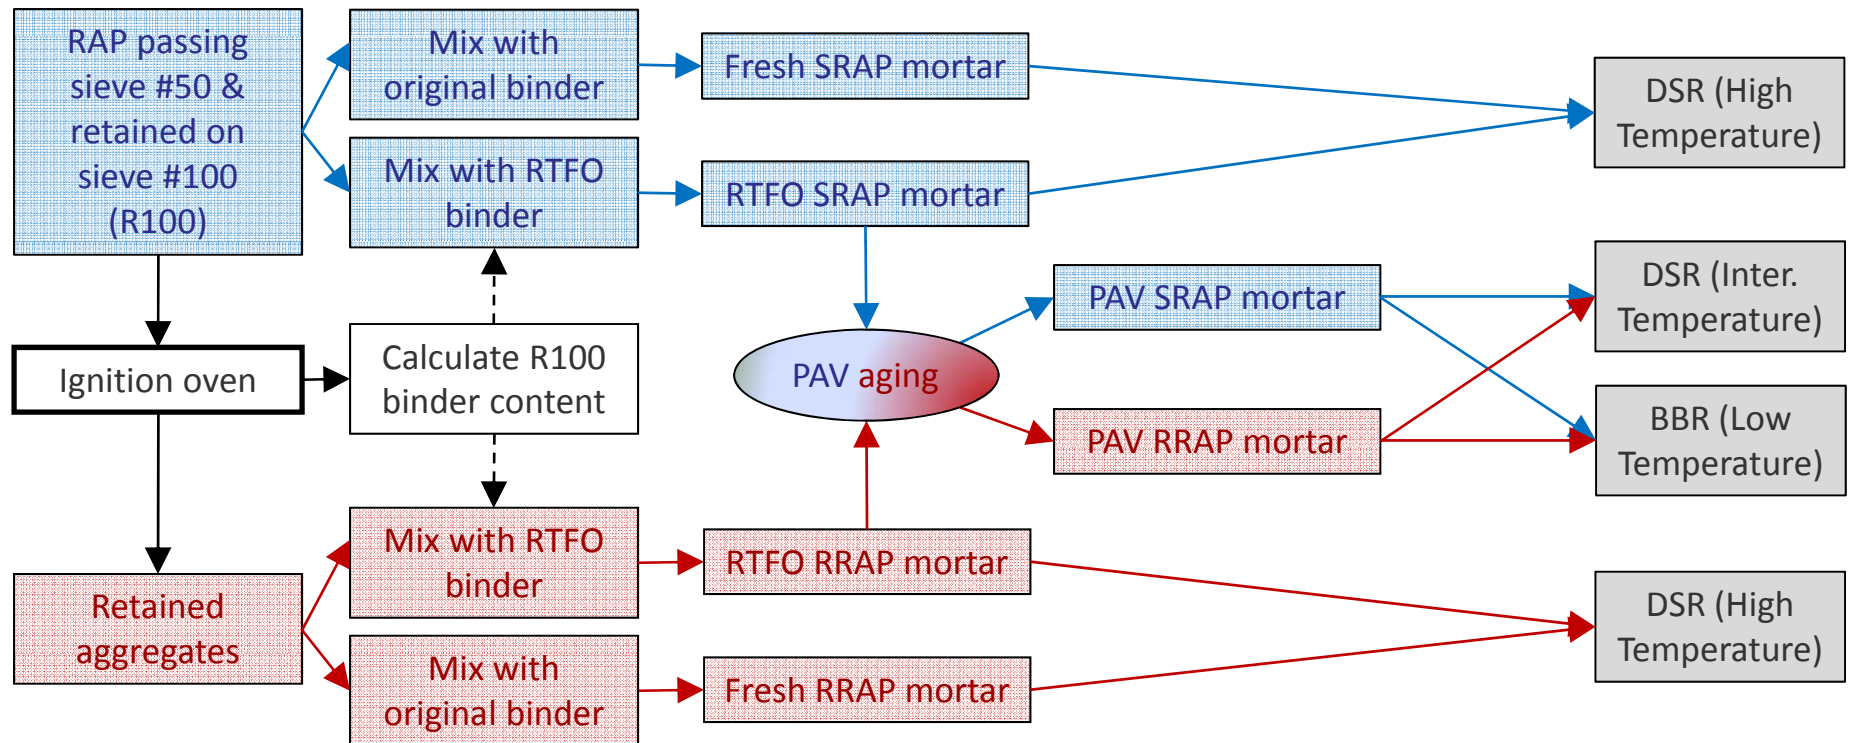 RAP passing
sieve #50 &
retained on
sieve #100
(R100)
Mix with
original binder
Fresh SRAP mortar
DSR (High
Temperature)
Mix with RTFO
binder
RTFO SRAP mortar
PAV SRAP mortar
DSR (Inter.
Temperature)
Ignition oven
Calculate R100
binder content
PAV aging
PAV RRAP mortar
BBR (Low
Temperature)
Retained
aggregates
Mix with RTFO
binder
RTFO RRAP mortar
DSR (High
Temperature)
Mix with
original binder
Fresh RRAP mortar